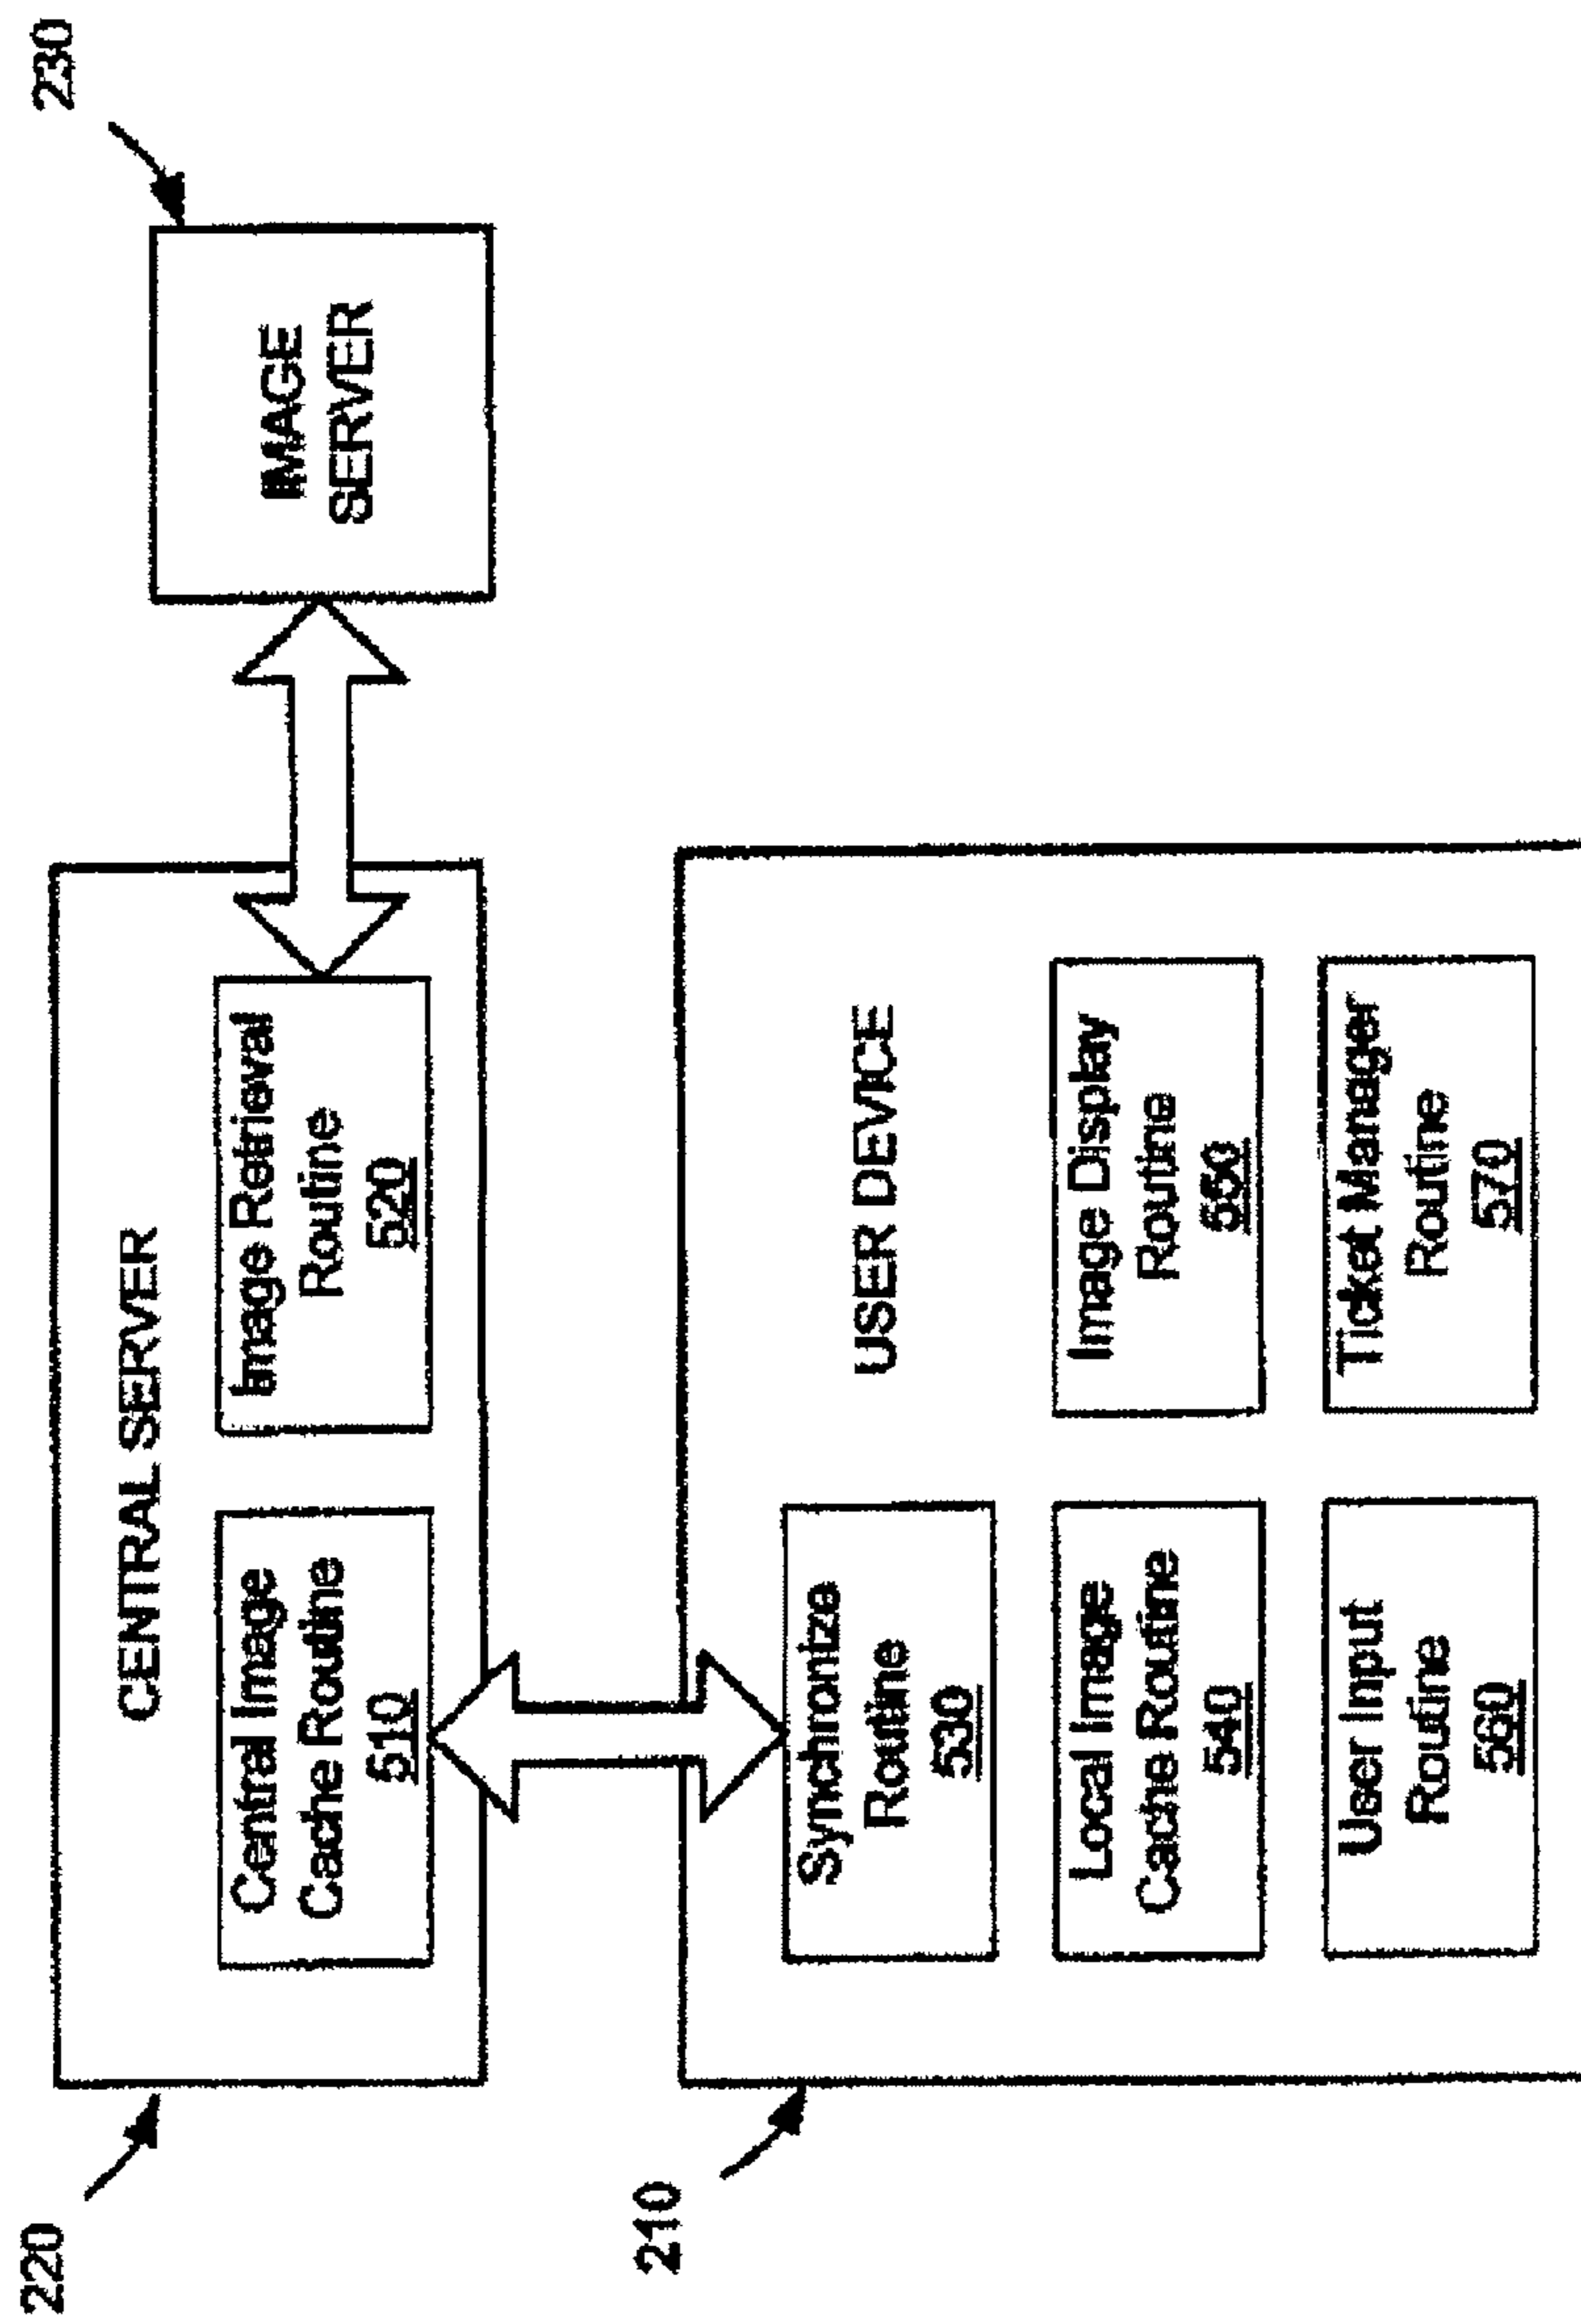 220
230
CENTRAL SERVER
Central Image
Cache Routine
510
Image Retrieval
Routine
520
IMAGE
SERVER
210
USER DEVICE
Synchronize
Routine
530
Local Image
Cache Routine
540
Image Display
Routine
550
User Input
Routine
560
Ticket Manager
Routine
570